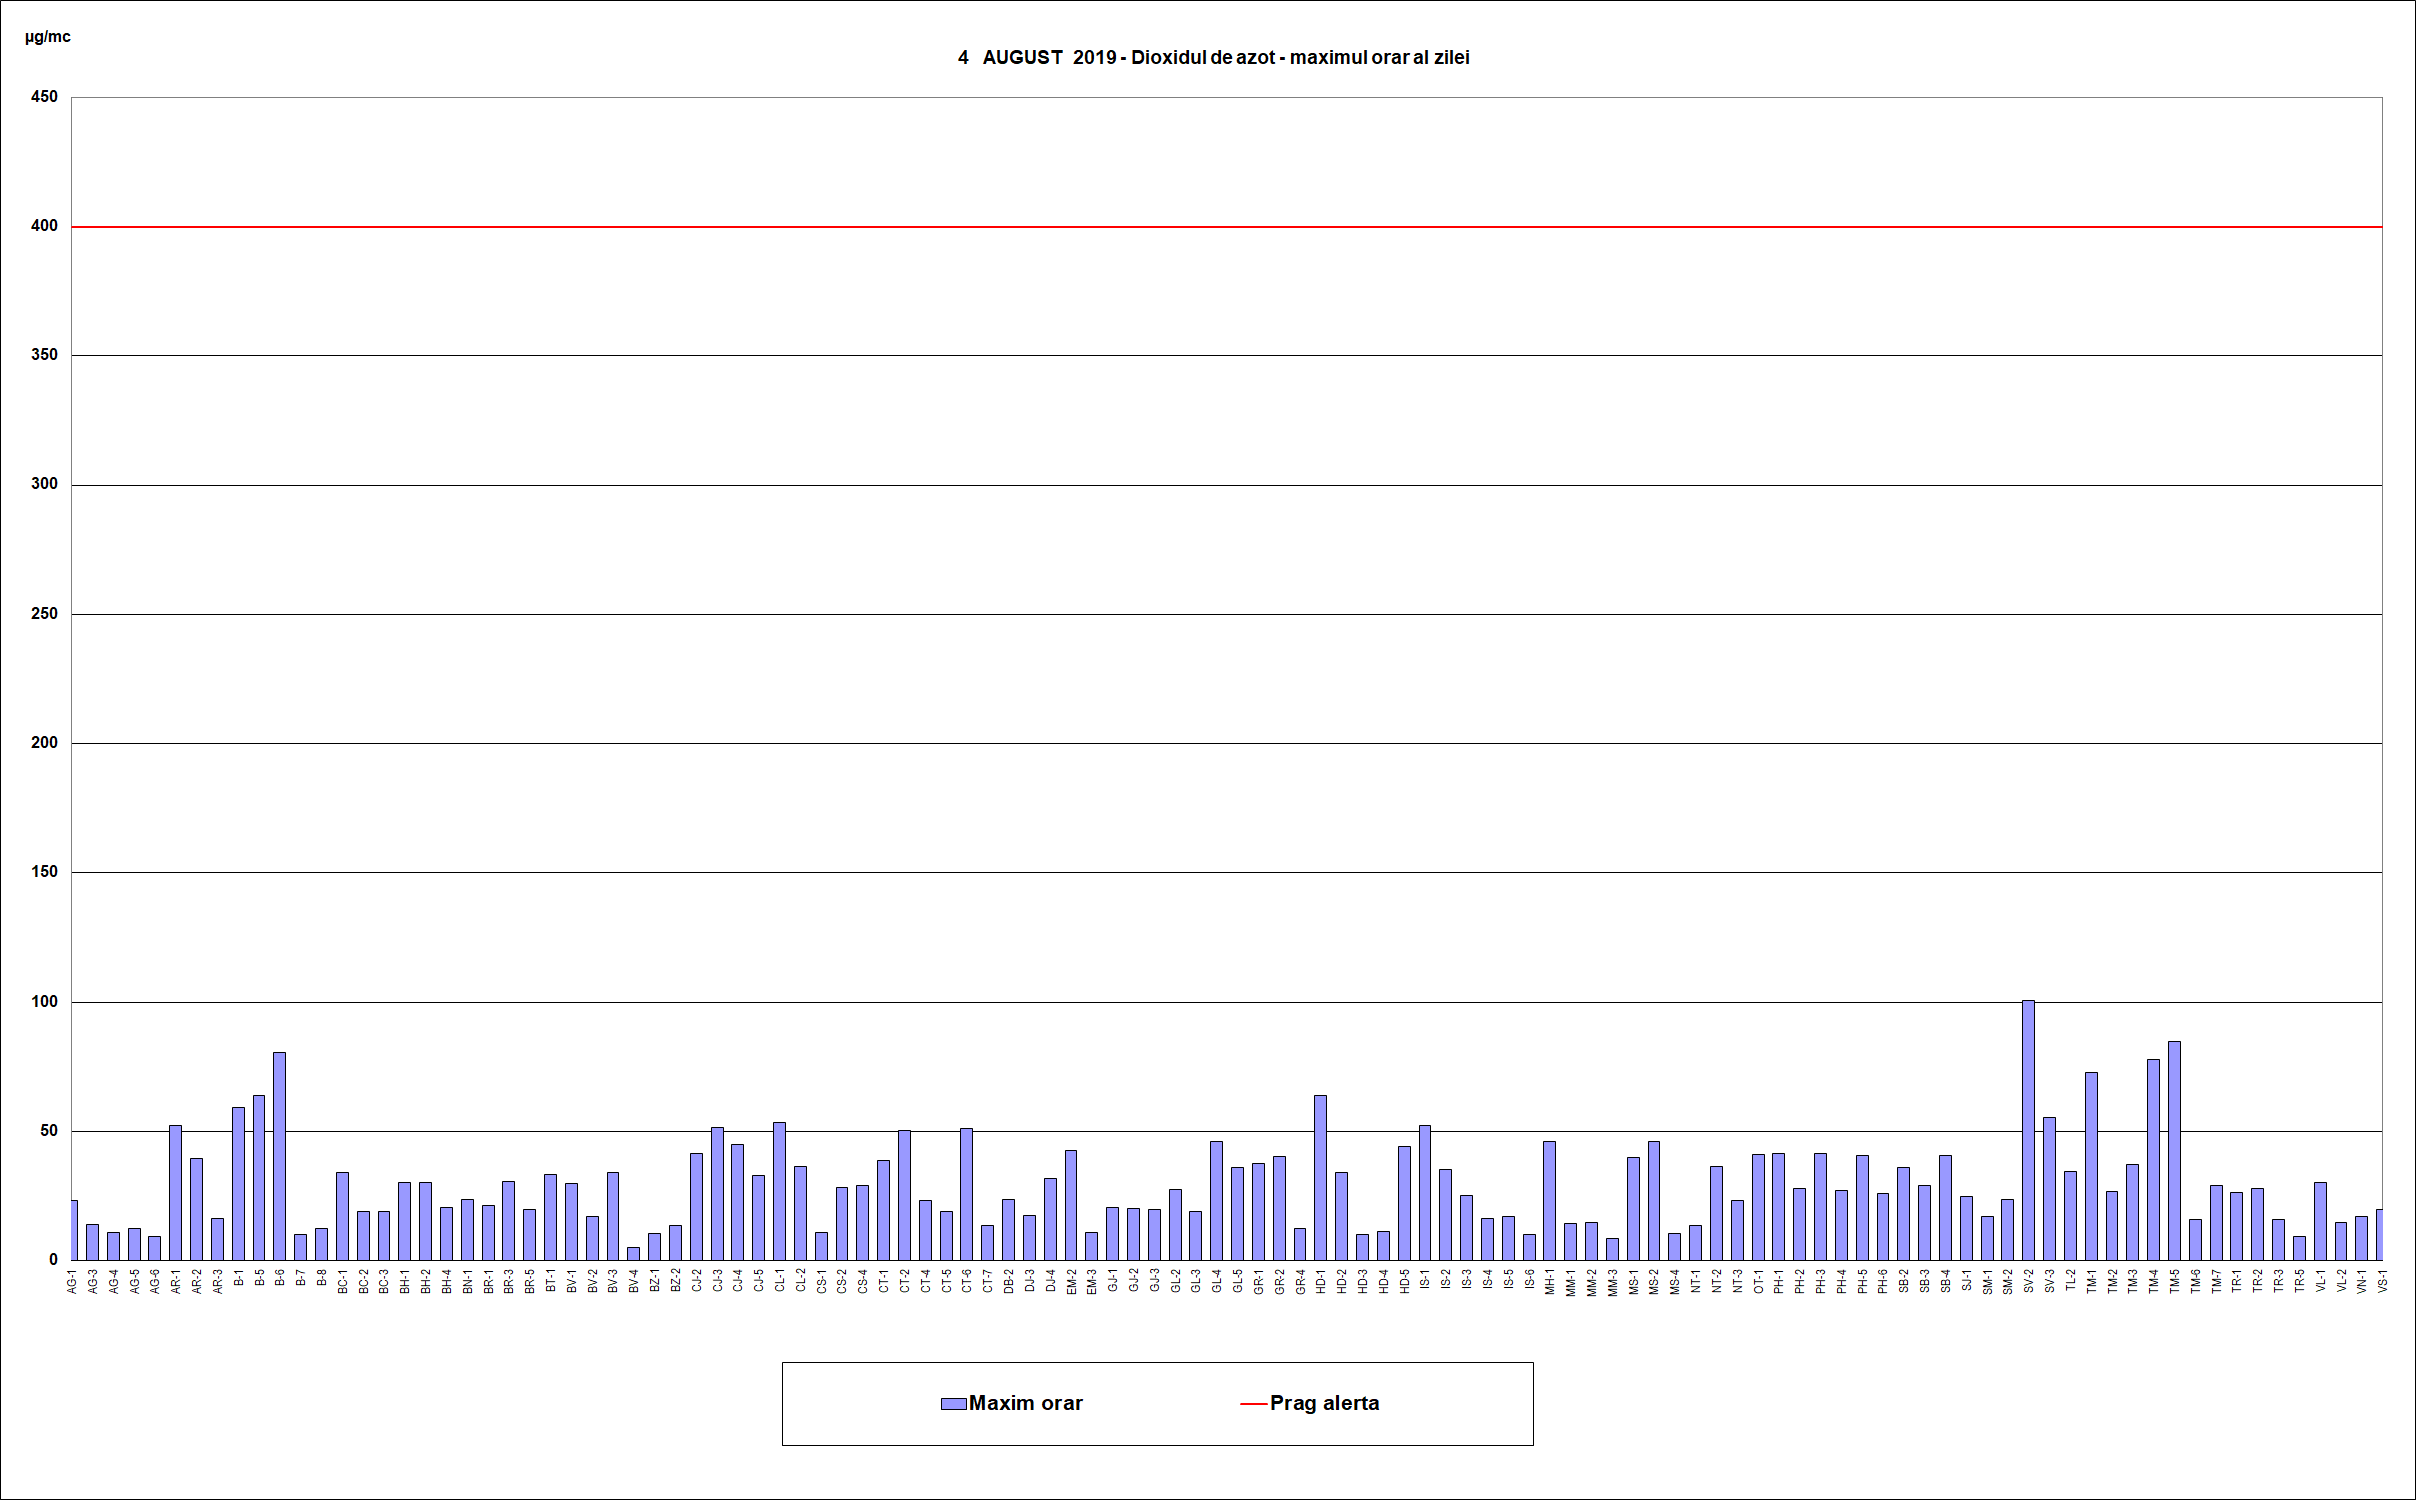 µg/mc
4 AUGUST 2019 - Dioxidul de azot - maximul orar al zilei
450
400
350
300
250
200
150
100
50
0
AG-1 AG-3 AG-4 AG-5 AG-6 AR-1 AR-2 AR-3 B-1 B-5 B-6 B-7 B-8 BC-1 BC-2 BC-3 BH-1 BH-2 BH-4 BN-1 BR-1 BR-3 BR-5 BT-1 BV-1 BV-2 BV-3 BV-4 BZ-1 BZ-2 CJ-2 CJ-3 CJ-4 CJ-5 CL-1 CL-2 CS-1 CS-2 CS-4 CT-1 CT-2 CT-4 CT-5 CT-6 CT-7 DB-2 DJ-3 DJ-4 EM-2 EM-3 GJ-1 GJ-2 GJ-3 GL-2 GL-3 GL-4 GL-5 GR-1 GR-2 GR-4 HD-1 HD-2 HD-3 HD-4 HD-5 IS-1 IS-2 IS-3 IS-4 IS-5 IS-6 MH-1 MM-1 MM-2 MM-3 MS-1 MS-2 MS-4 NT-1 NT-2 NT-3 OT-1 PH-1 PH-2 PH-3 PH-4 PH-5 PH-6 SB-2 SB-3 SB-4 SJ-1 SM-1 SM-2 SV-2 SV-3 TL-2 TM-1 TM-2 TM-3 TM-4 TM-5 TM-6 TM-7 TR-1 TR-2 TR-3 TR-5 VL-1 VL-2 VN-1 VS-1
Maxim orar Prag alerta